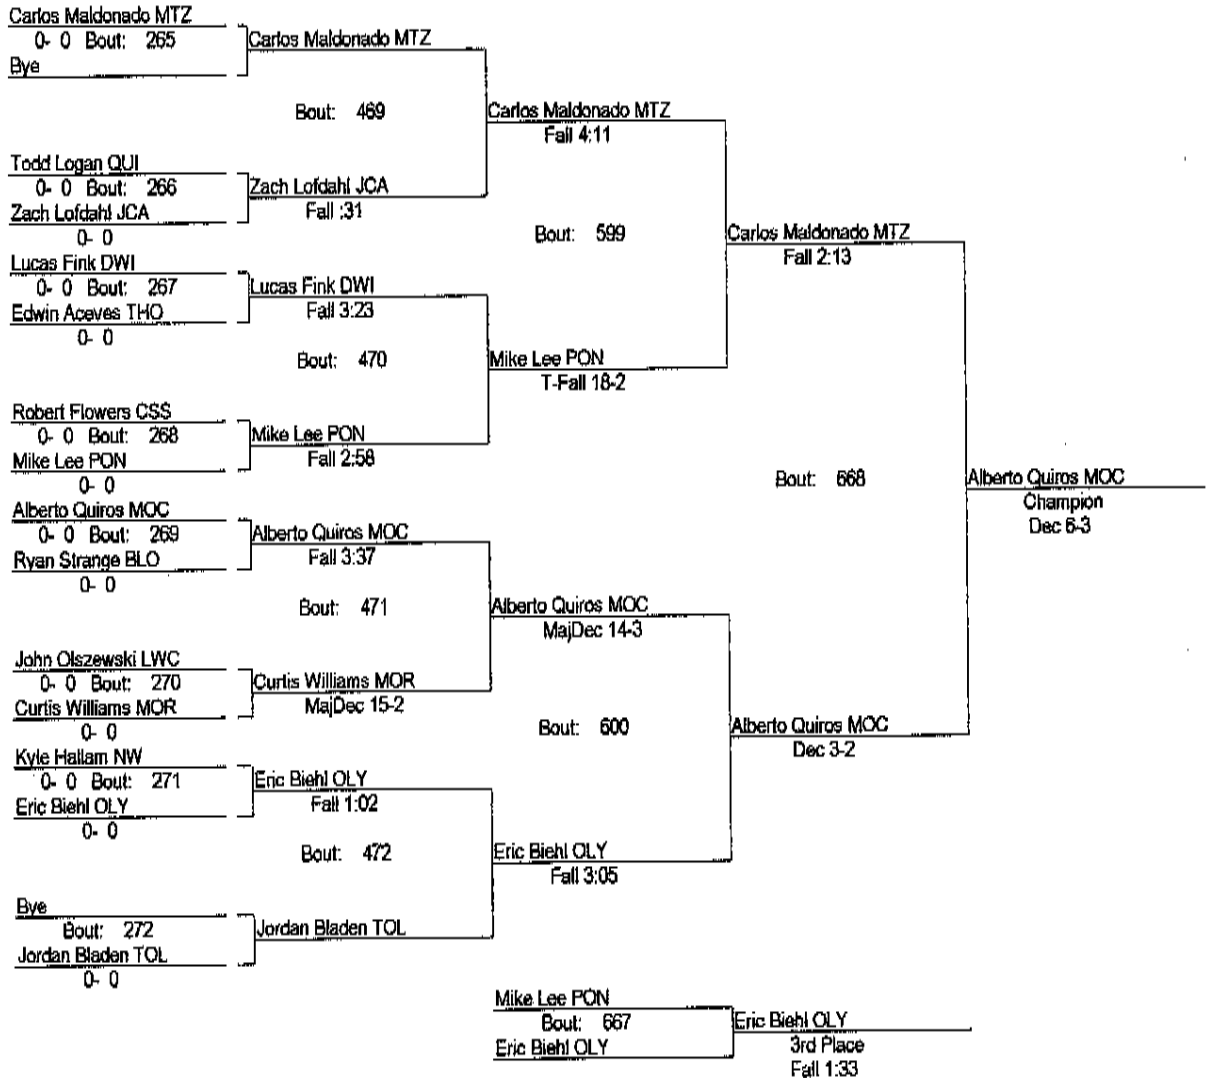 Carlos Maldonado MTZ
0- 0 Bout: 265
Bye
Carlos Maldonado MTZ
Bout: 469
Carlos Maldonado MTZ
Fall 4:11
Todd Logan QUI
0- 0 Bout: 266
Zach Lofdahl JCA
0- 0
Zach Lofdahl JCA
Fall :31
Bout: 599
Carlos Maldonado MTZ
Fall 2:13
Lucas Fink DWI
0- 0 Bout: 267
Edwin Aceves THO
0- 0
Lucas Fink DWI
Fall 3:23
Bout: 470
Mike Lee PON
T-Fall 18-2
Robert Flowers CSS
0- 0 Bout: 268
Mike Lee PON
0- 0
Mike Lee PON
Fall 2:58
Bout: 668
Alberto Quiros MOC
Champion
Dec 6-3
Alberto Quiros MOC
0- 0 Bout: 269
Ryan Strange BLO
0- 0
Alberto Quiros MOC
Fall 3:37
Bout: 471
Alberto Quiros MOC
MajDec 14-3
John Olszewski LWC
0- 0 Bout: 270
Curtis Williams MOR
0- 0
Curtis Williams MOR
MajDec 15-2
Bout: 600
Alberto Quiros MOC
Dec 3-2
Kyle Hallam NW
0- 0 Bout: 271
Eric Biehl OLY
0- 0
Eric Biehl OLY
Fall 1:02
Bout: 472
Eric Biehl OLY
Fall 3:05
Bye
Bout: 272
Jordan Bladen TOL
0- 0
Jordan Bladen TOL
Mike Lee PON
Bout: 667
Eric Biehl OLY
Eric Biehl OLY
3rd Place
Fall 1:33